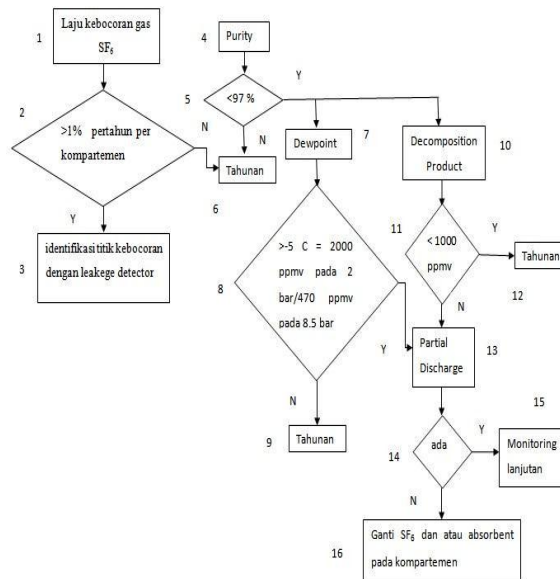 1
Laju kebocoran gas
SF₆
2
>1% pertahun per
kompartemen
N
Y
3
identifikasi titik kebocoran
dengan leakege detector
4
Purity
5
<97 %
Y
N
Tahunan
6
7
Dewpoint
8
>-5 C = 2000
ppmv pada 2
bar/470 ppmv
pada 8.5 bar
Y
N
9
Tahunan
Decomposition
Product
10
11
< 1000
ppmv
Y
Tahunan
12
N
Partial
Discharge
13
14
ada
Y
15
Monitoring
lanjutan
N
16
Ganti SF₆ dan atau absorbent
pada kompartemen